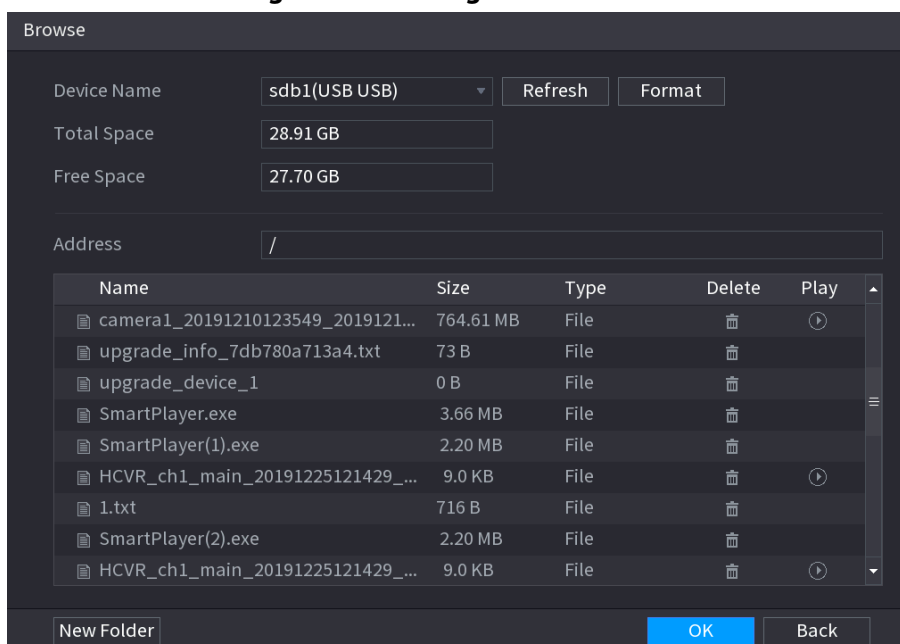 Browse
Device Name sdb1(USB USB) Refresh Format
Total Space 28.91 GB
Free Space 27.70 GB
Address /
Name Size Type Delete Play
camera1_20191210123549_2019121... 764.61 MB File
upgrade_info_7db780a713a4.txt 73 B File
upgrade_device_1 0 B File
SmartPlayer.exe 3.66 MB File
SmartPlayer(1).exe 2.20 MB File
HCVR_ch1_main_20191225121429_... 9.0 KB File
1.txt 716 B File
SmartPlayer(2).exe 2.20 MB File
HCVR_ch1_main_20191225121429_... 9.0 KB File
New Folder OK Back